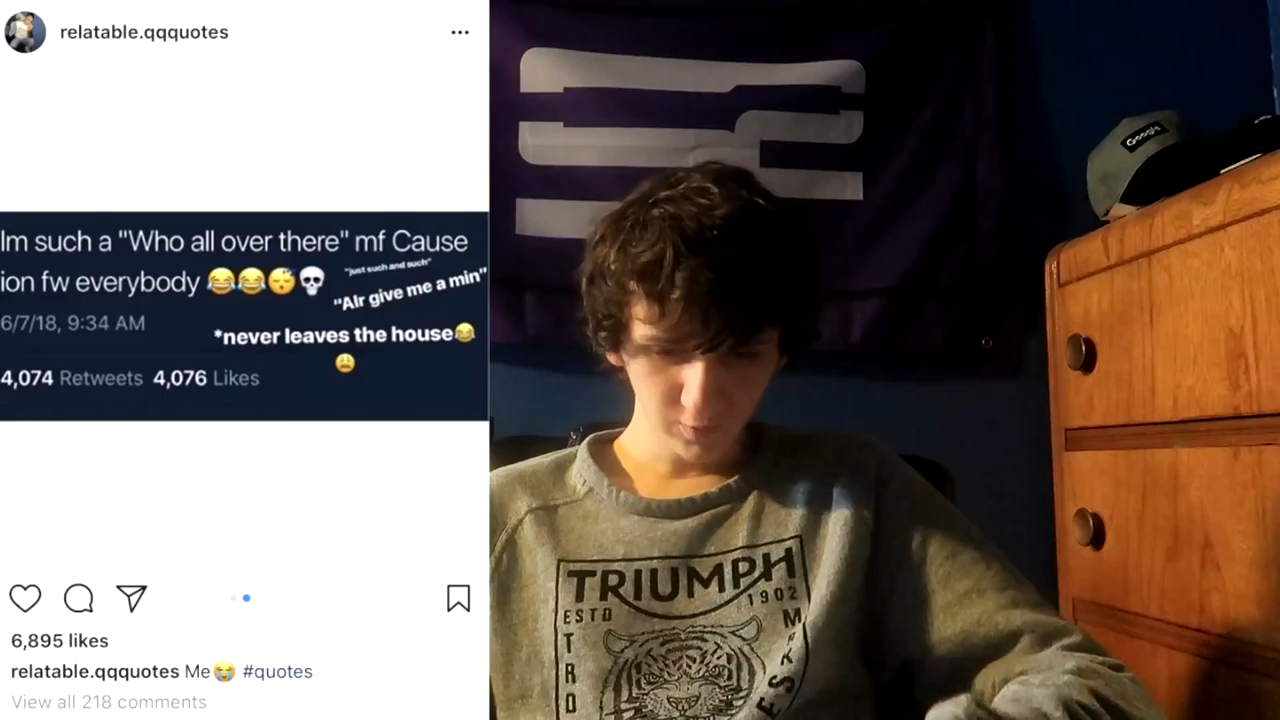 relatable.qqquotes
Im such a "Who all over there" mf Cause
ion fw everybody 😂😂😴💀
"just such and such"
"Alr give me a min"
6/7/18, 9:34 AM
*never leaves the house😂
😩
4,074 Retweets 4,076 Likes
6,895 likes
relatable.qqquotes Me😭 #quotes
View all 218 comments
Google
TRIUMPH
ESTD
1902